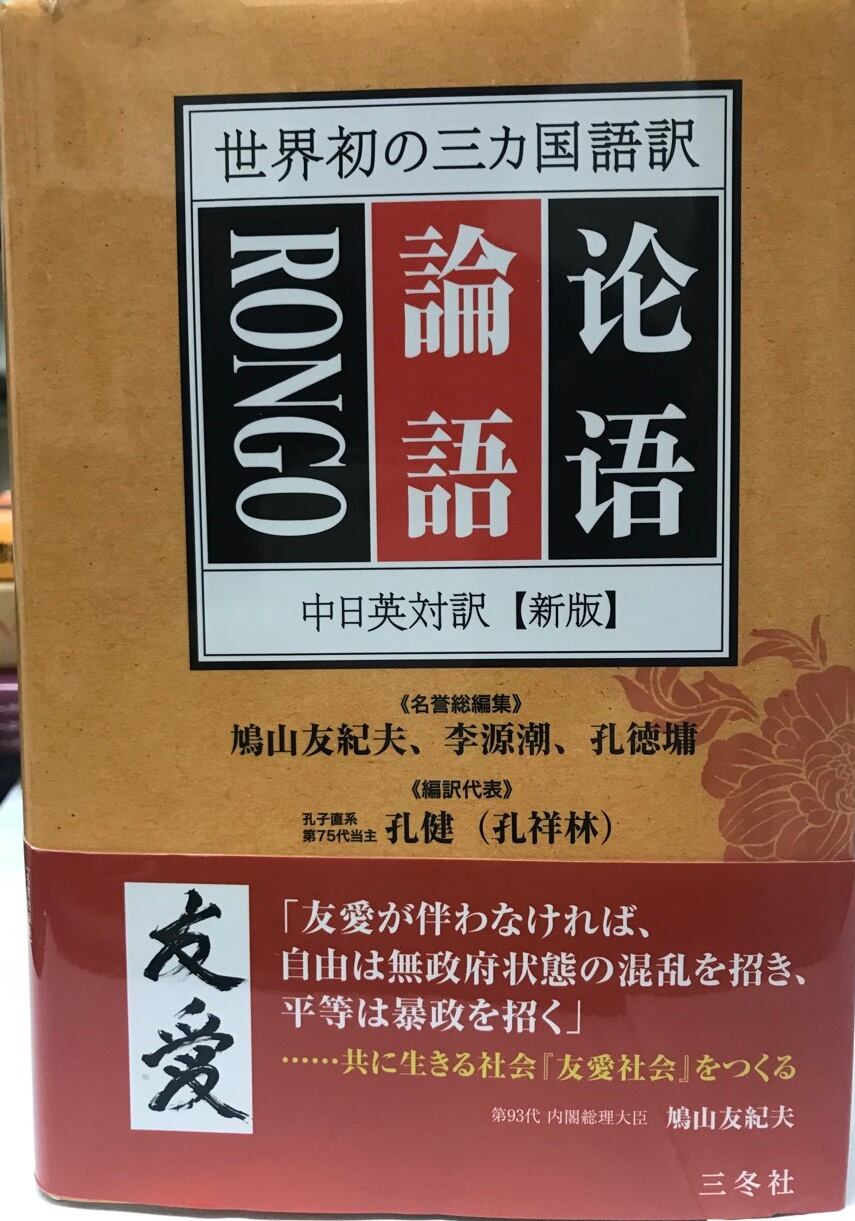 世界初の三カ国語訳
论语
論語
RONGO
中日英対訳【新版】
《名誉総編集》
鳩山友紀夫、李源潮、孔徳墉
《編訳代表》
孔子直系
第75代当主 孔健（孔祥林）
友愛
「友愛が伴わなければ、
自由は無政府状態の混乱を招き、
平等は暴政を招く」
……共に生きる社会『友愛社会』をつくる
第93代 内閣総理大臣 鳩山友紀夫
三冬社